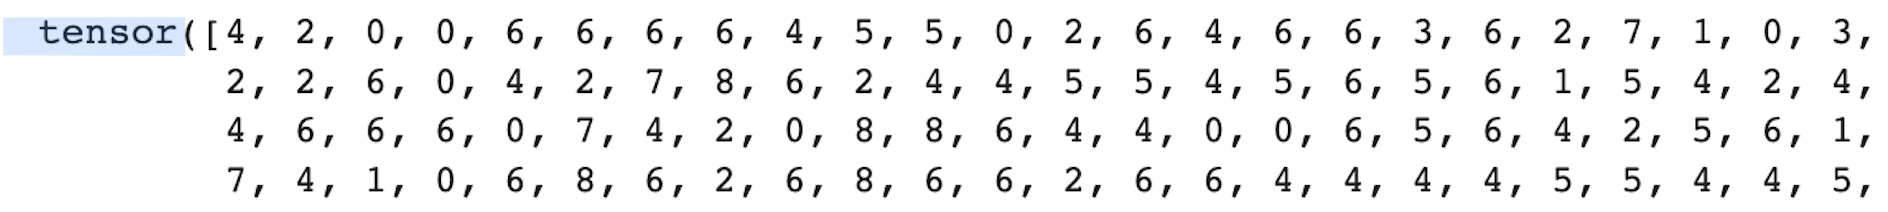 tensor([4, 2, 0, 0, 6, 6, 6, 6, 4, 5, 5, 0, 2, 6, 4, 6, 6, 3, 6, 2, 7, 1, 0, 3,
2, 2, 6, 0, 4, 2, 7, 8, 6, 2, 4, 4, 5, 5, 4, 5, 6, 5, 6, 1, 5, 4, 2, 4,
4, 6, 6, 6, 0, 7, 4, 2, 0, 8, 8, 6, 4, 4, 0, 0, 6, 5, 6, 4, 2, 5, 6, 1,
7, 4, 1, 0, 6, 8, 6, 2, 6, 8, 6, 6, 2, 6, 6, 4, 4, 4, 4, 5, 5, 4, 4, 5,